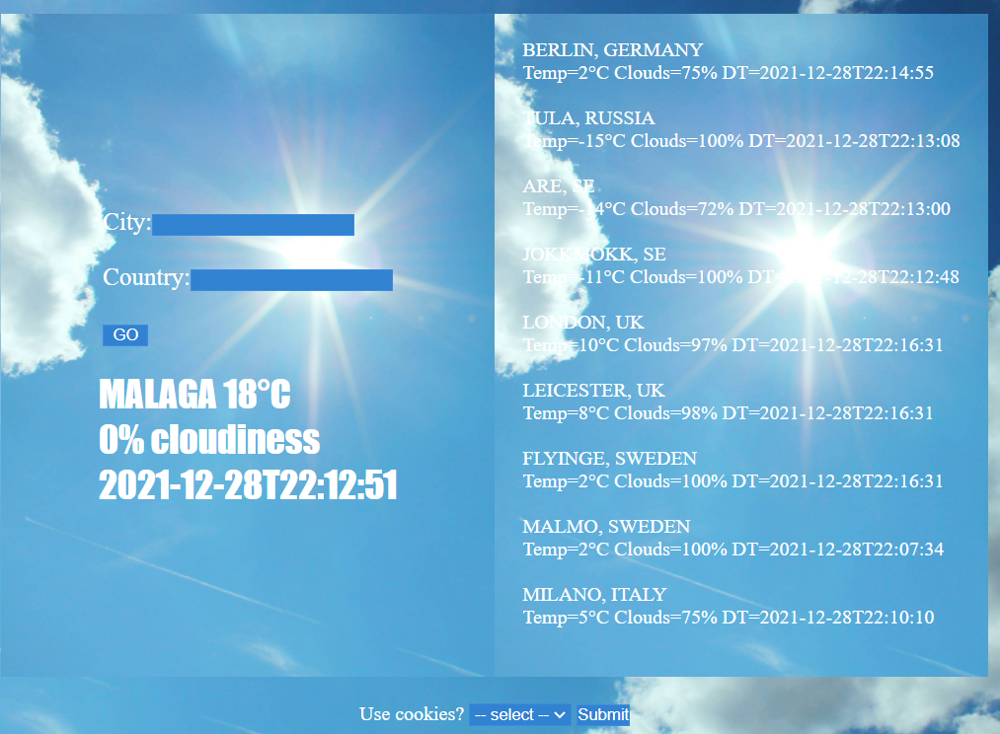 City:
Country:
GO
MALAGA 18°C
0% cloudiness
2021-12-28T22:12:51
BERLIN, GERMANY
Temp=2°C Clouds=75% DT=2021-12-28T22:14:55
TULA, RUSSIA
Temp=-15°C Clouds=100% DT=2021-12-28T22:13:08
ARE, SE
Temp=-14°C Clouds=72% DT=2021-12-28T22:13:00
JOKKMOKK, SE
Temp=-11°C Clouds=100% DT=2021-12-28T22:12:48
LONDON, UK
Temp=10°C Clouds=97% DT=2021-12-28T22:16:31
LEICESTER, UK
Temp=8°C Clouds=98% DT=2021-12-28T22:16:31
FLYINGE, SWEDEN
Temp=2°C Clouds=100% DT=2021-12-28T22:16:31
MALMO, SWEDEN
Temp=2°C Clouds=100% DT=2021-12-28T22:07:34
MILANO, ITALY
Temp=5°C Clouds=75% DT=2021-12-28T22:10:10
Use cookies? -- select -- Submit